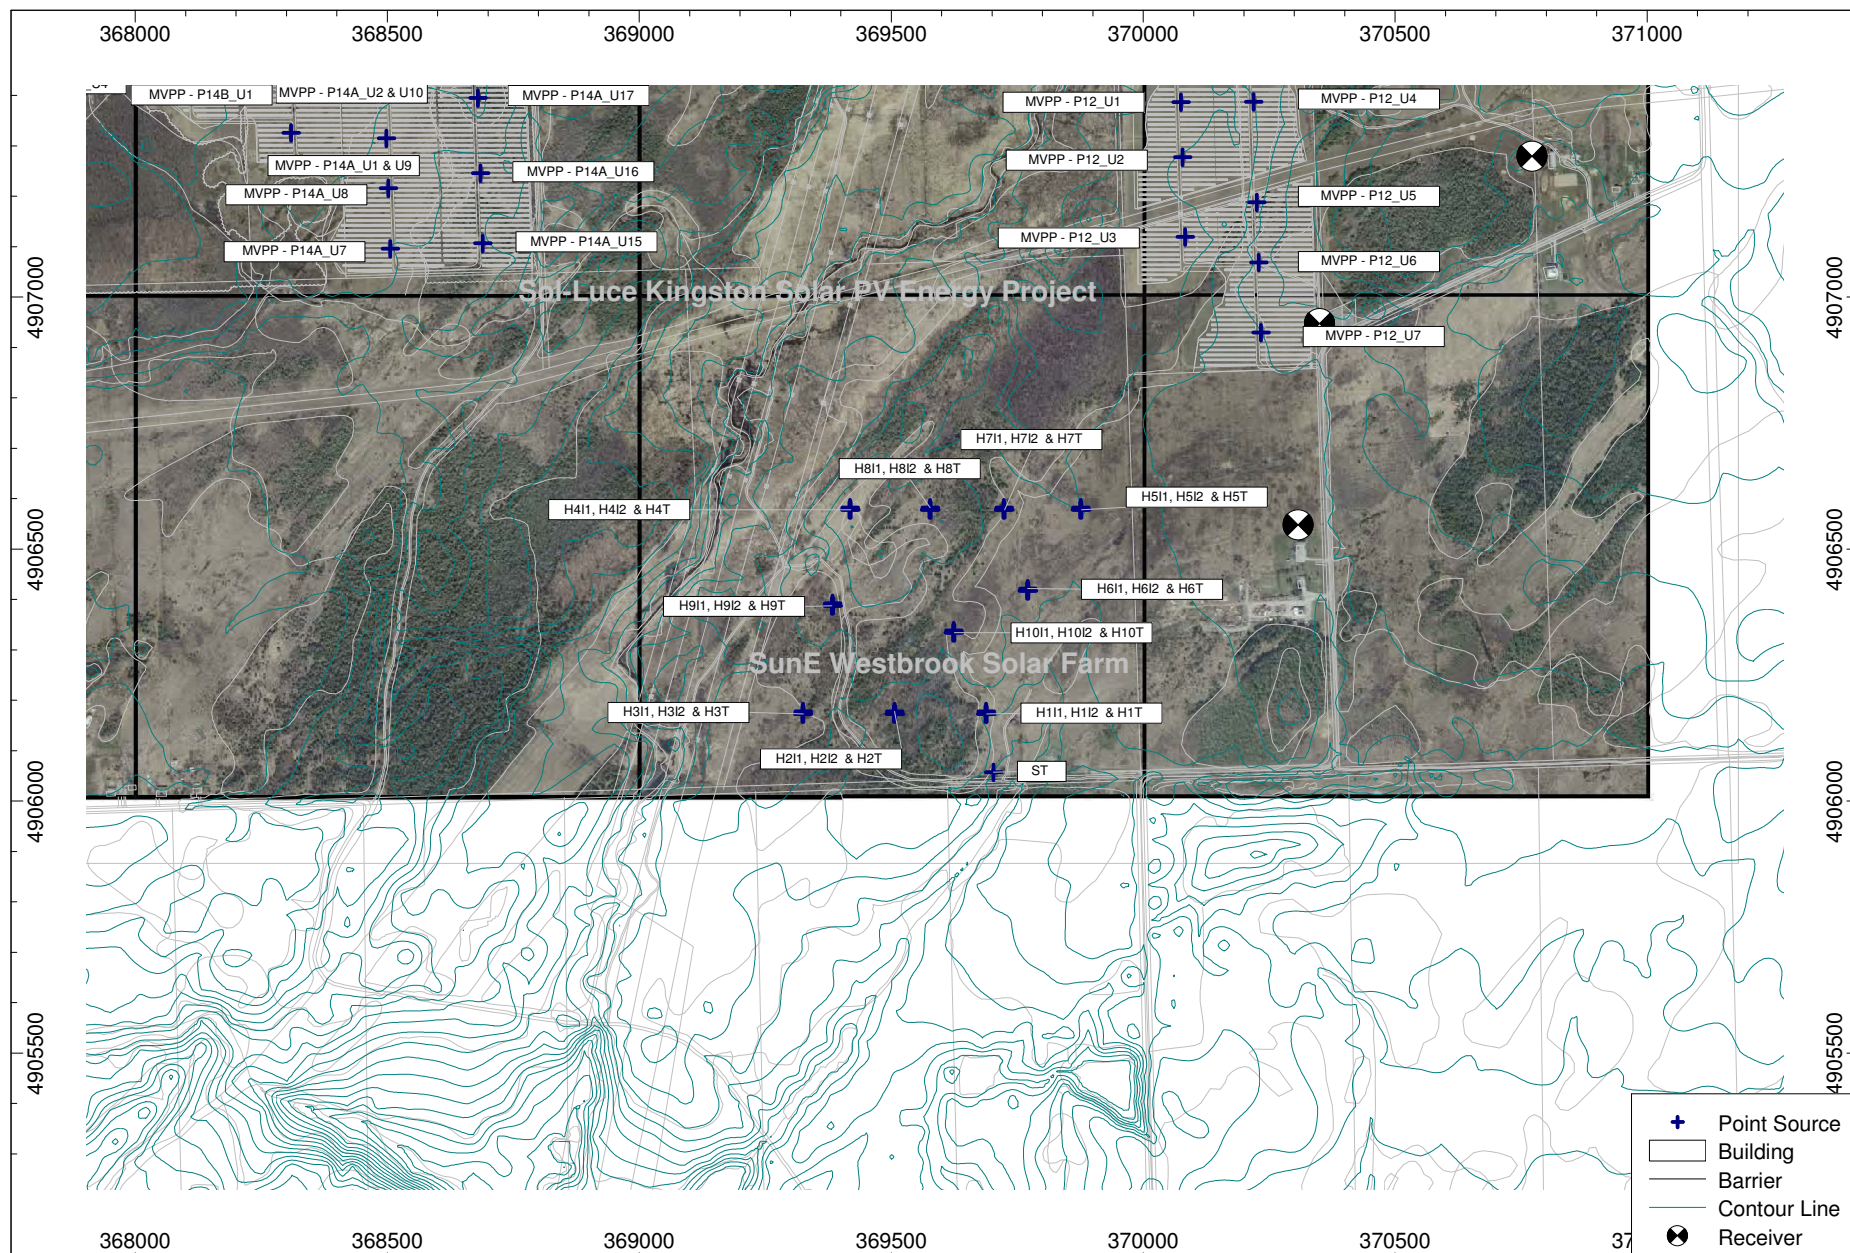 368000 368500 369000 369500 370000 370500 371000
MVPP - P14B_U1
MVPP - P14A_U2 & U10
MVPP - P14A_U17
MVPP - P12_U1
MVPP - P12_U4
MVPP - P14A_U1 & U9
MVPP - P14A_U16
MVPP - P12_U2
MVPP - P14A_U8
MVPP - P12_U5
MVPP - P14A_U7
MVPP - P14A_U15
MVPP - P12_U3
MVPP - P12_U6
4907000
Sol-Luce Kingston Solar PV Energy Project
4907000
MVPP - P12_U7
H7I1, H7I2 & H7T
H8I1, H8I2 & H8T
H5I1, H5I2 & H5T
H4I1, H4I2 & H4T
4906500
4906500
H6I1, H6I2 & H6T
H9I1, H9I2 & H9T
H10I1, H10I2 & H10T
SunE Westbrook Solar Farm
H3I1, H3I2 & H3T
H1I1, H1I2 & H1T
H2I1, H2I2 & H2T
ST
4906000
4906000
4905500
4905500
Point Source
Building
Barrier
Contour Line
Receiver
368000 368500 369000 369500 370000 370500